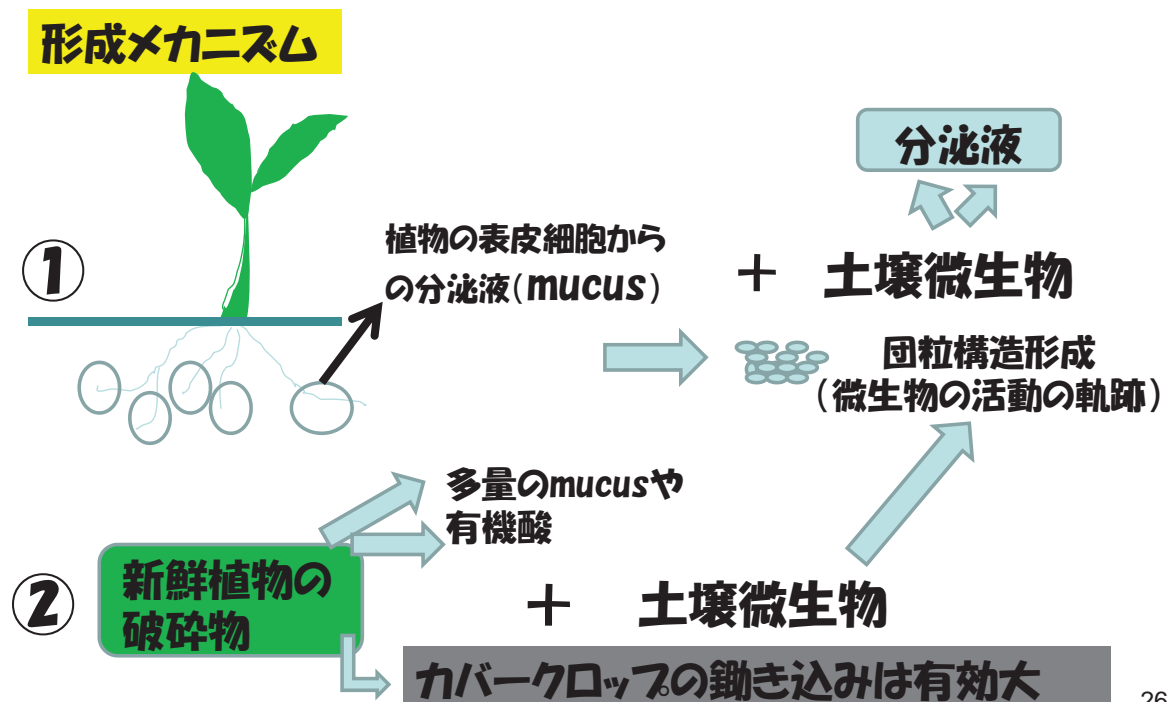 形成メカニズム
分泌液
①
植物の表皮細胞から
の分泌液(mucus)
+
土壌微生物
団粒構造形成
(微生物の活動の軌跡)
多量のmucusや
有機酸
②
新鮮植物の
破砕物
+
土壌微生物
カバークロップの鋤き込みは有効大
26